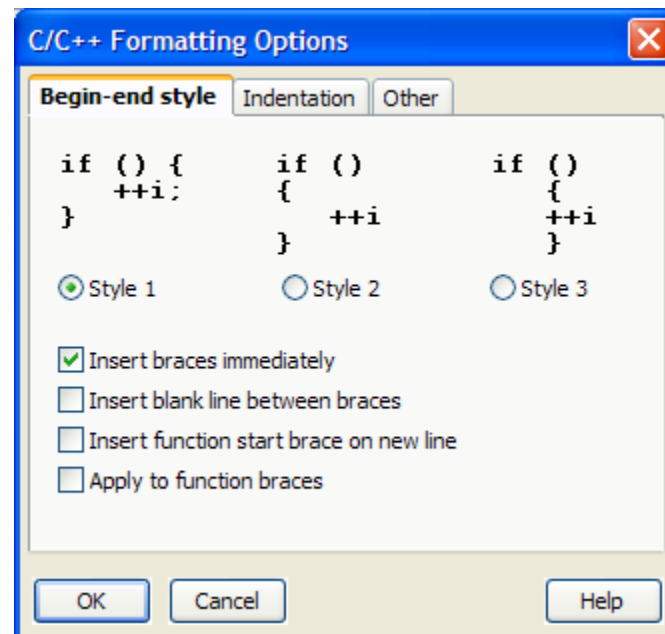 C/C++ Formatting Options
Begin-end style Indentation Other
if () { if () if ()
++i; { {
} ++i ++i
} }
Style 1 Style 2 Style 3
Insert braces immediately
Insert blank line between braces
Insert function start brace on new line
Apply to function braces
OK Cancel Help